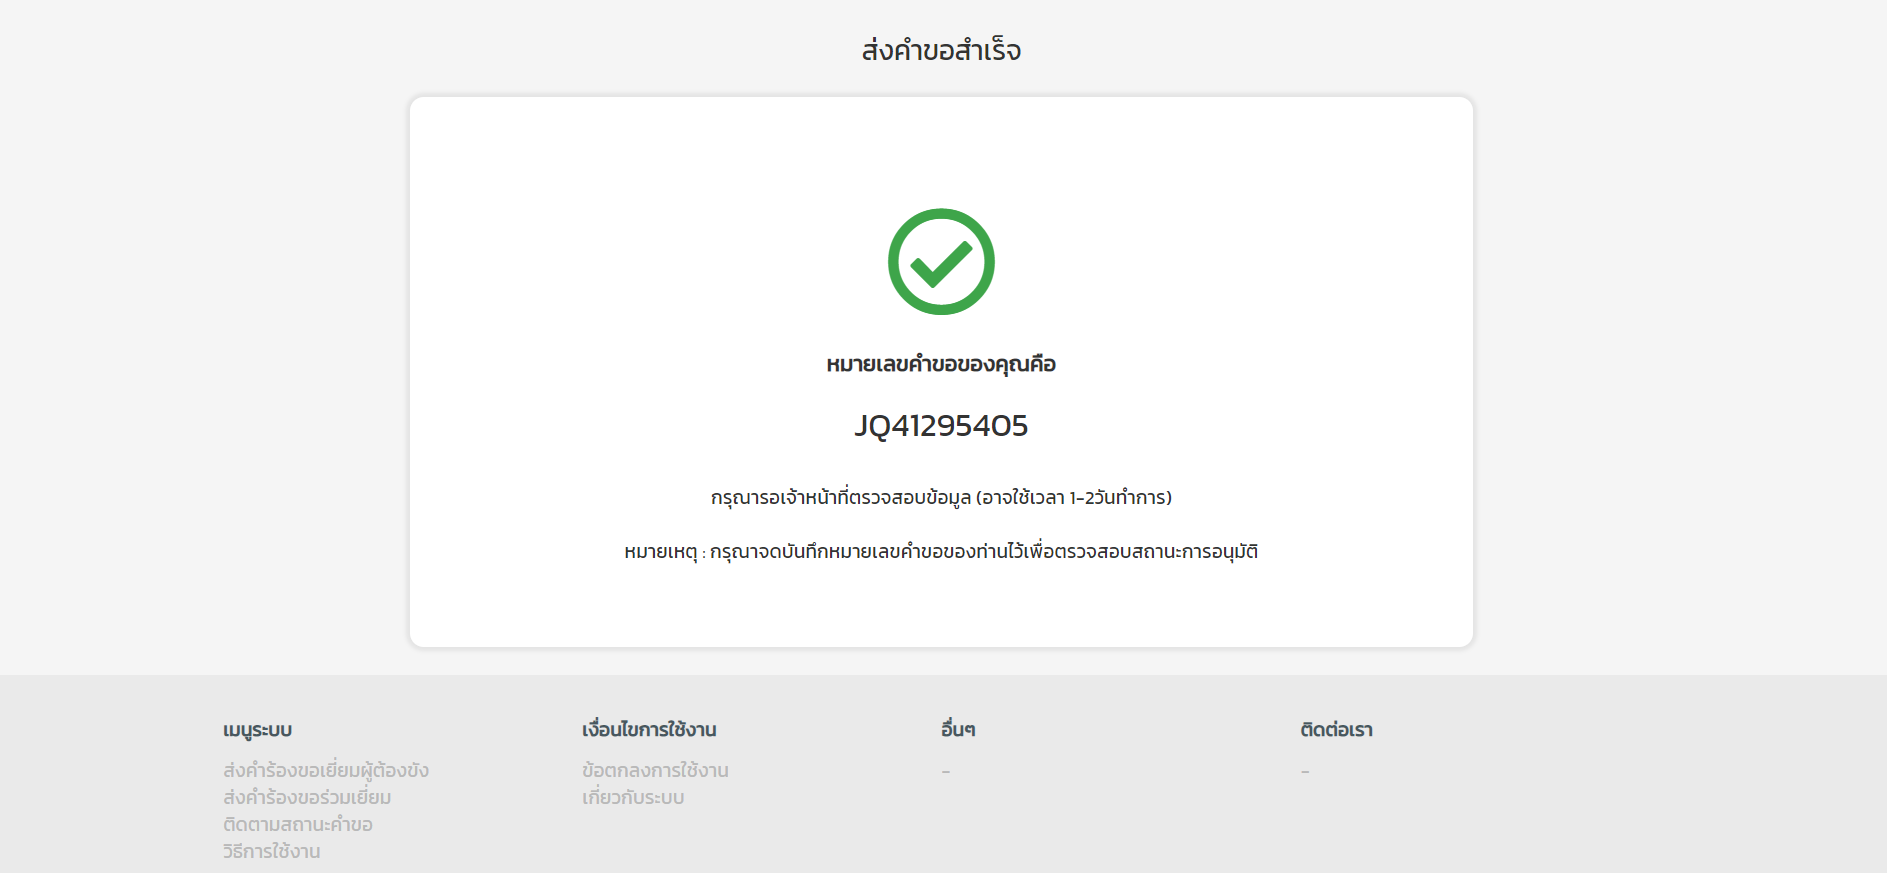 ส่งคำขอสำเร็จ
หมายเลขคำขอของคุณคือ
JQ41295405
กรุณารอเจ้าหน้าที่ตรวจสอบข้อมูล (อาจใช้เวลา 1-2วันทำการ)
หมายเหตุ : กรุณาจดบันทึกหมายเลขคำขอของท่านไว้เพื่อตรวจสอบสถานะการอนุมัติ
เมนูระบบ
ส่งคำร้องขอเยี่ยมผู้ต้องขัง
ส่งคำร้องขอร่วมเยี่ยม
ติดตามสถานะคำขอ
วิธีการใช้งาน
เงื่อนไขการใช้งาน
ข้อตกลงการใช้งาน
เกี่ยวกับระบบ
อื่นๆ
-
ติดต่อเรา
-